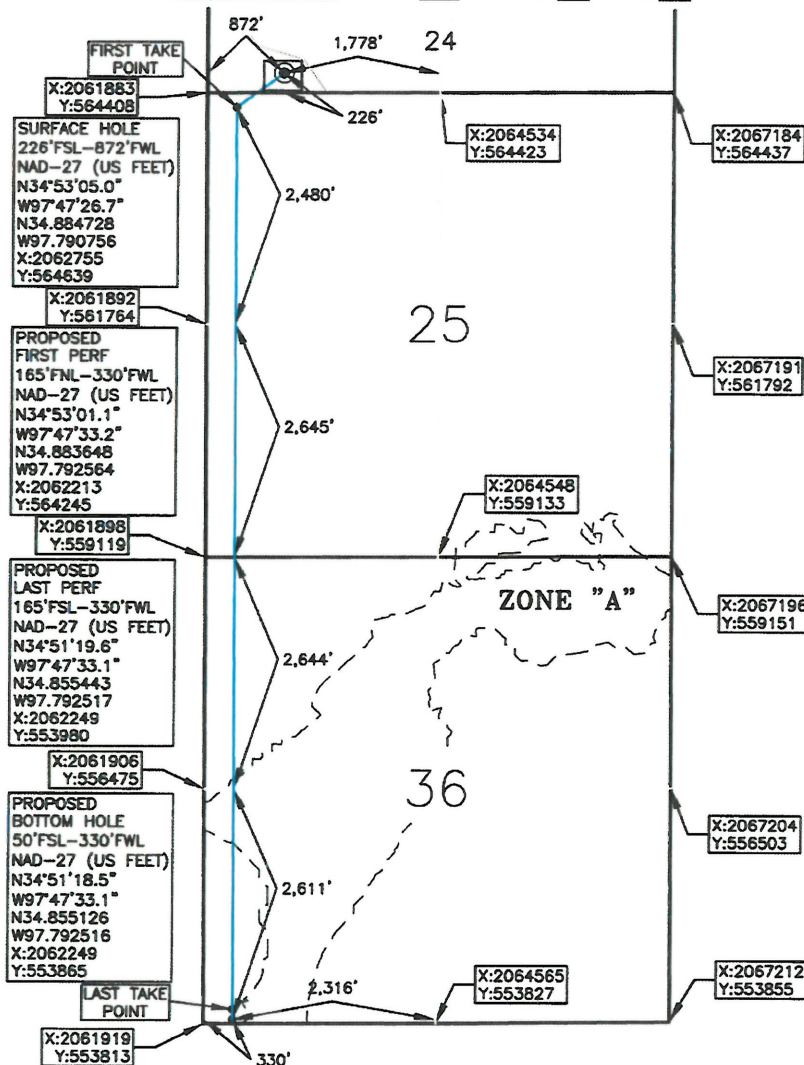 872'
1,778'
24
FIRST TAKE
POINT
X:2061883
Y:564408
226'
X:2064534
Y:564423
X:2067184
Y:564437
SURFACE HOLE
226'FSL-872'FWL
NAD-27 (US FEET)
N34°53'05.0"
W97°47'26.7"
N34.884728
W97.790756
X:2062755
Y:564639
2,480'
X:2061892
Y:561764
25
X:2067191
Y:561792
PROPOSED
FIRST PERF
165'FNL-330'FWL
NAD-27 (US FEET)
N34°53'01.1"
W97°47'33.2"
N34.883648
W97.792564
X:2062213
Y:564245
2,645'
X:2064548
Y:559133
X:2061898
Y:559119
ZONE "A"
X:2067196
Y:559151
PROPOSED
LAST PERF
165'FSL-330'FWL
NAD-27 (US FEET)
N34°51'19.6"
W97°47'33.1"
N34.855443
W97.792517
X:2062249
Y:553980
2,644'
X:2061906
Y:556475
36
X:2067204
Y:556503
PROPOSED
BOTTOM HOLE
50'FSL-330'FWL
NAD-27 (US FEET)
N34°51'18.5"
W97°47'33.1"
N34.855126
W97.792516
X:2062249
Y:553865
2,611'
LAST TAKE
POINT
2,316'
X:2064565
Y:553827
X:2067212
Y:553855
X:2061919
Y:553813
330'